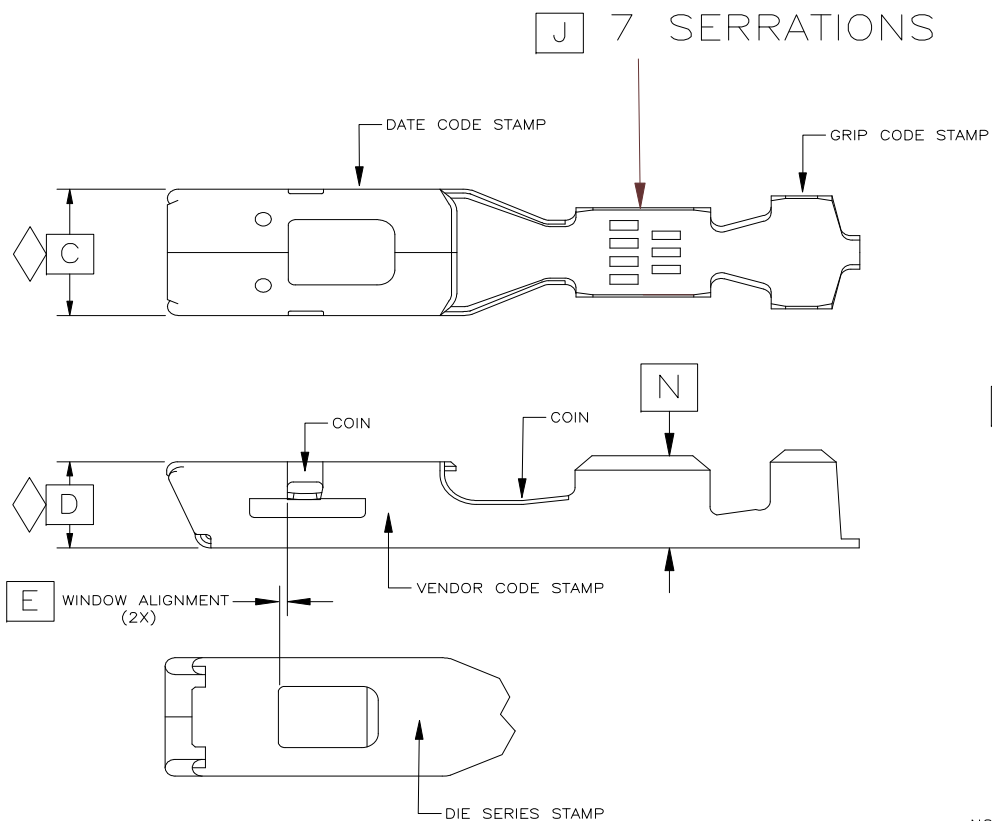 J 7 SERRATIONS
DATE CODE STAMP
GRIP CODE STAMP
C
N
COIN
COIN
D
VENDOR CODE STAMP
E WINDOW ALIGNMENT
(2X)
DIE SERIES STAMP